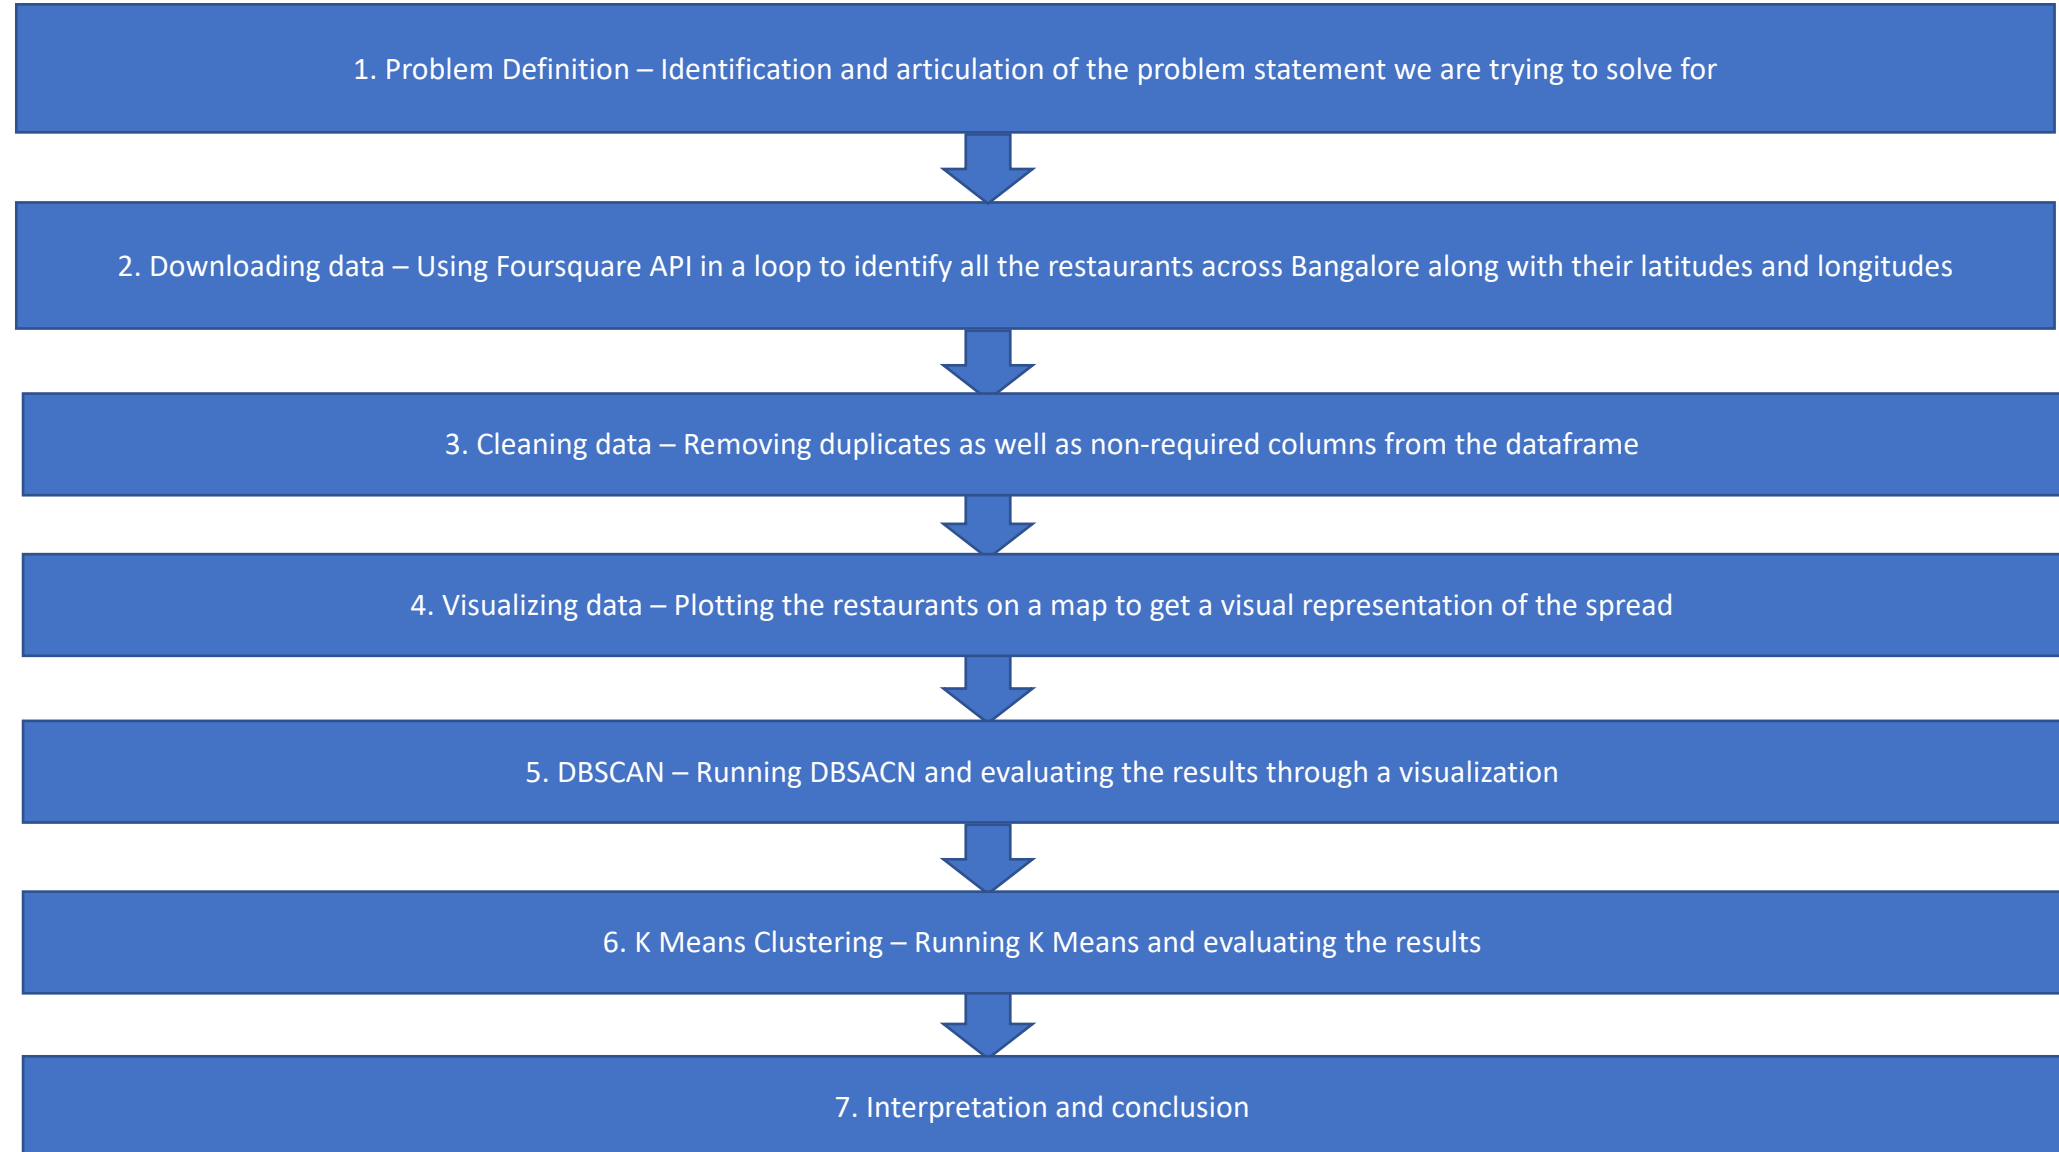 1. Problem Definition – Identification and articulation of the problem statement we are trying to solve for
2. Downloading data – Using Foursquare API in a loop to identify all the restaurants across Bangalore along with their latitudes and longitudes
3. Cleaning data – Removing duplicates as well as non-required columns from the dataframe
4. Visualizing data – Plotting the restaurants on a map to get a visual representation of the spread
5. DBSCAN – Running DBSACN and evaluating the results through a visualization
6. K Means Clustering – Running K Means and evaluating the results
7. Interpretation and conclusion